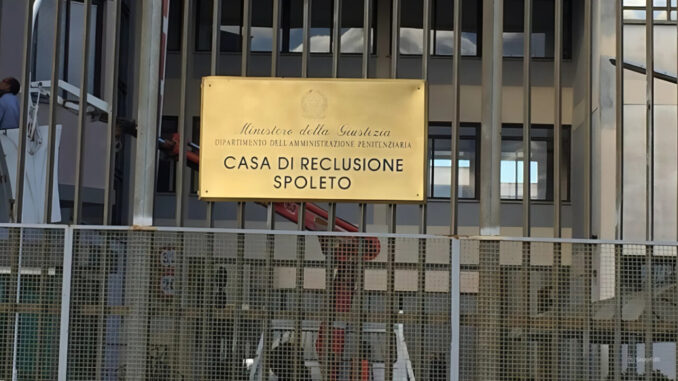 Ministero della Giustizia
DIPARTIMENTO DELL'AMMINISTRAZIONE PENITENZIARIA
CASA DI RECLUSIONE
SPOLETO